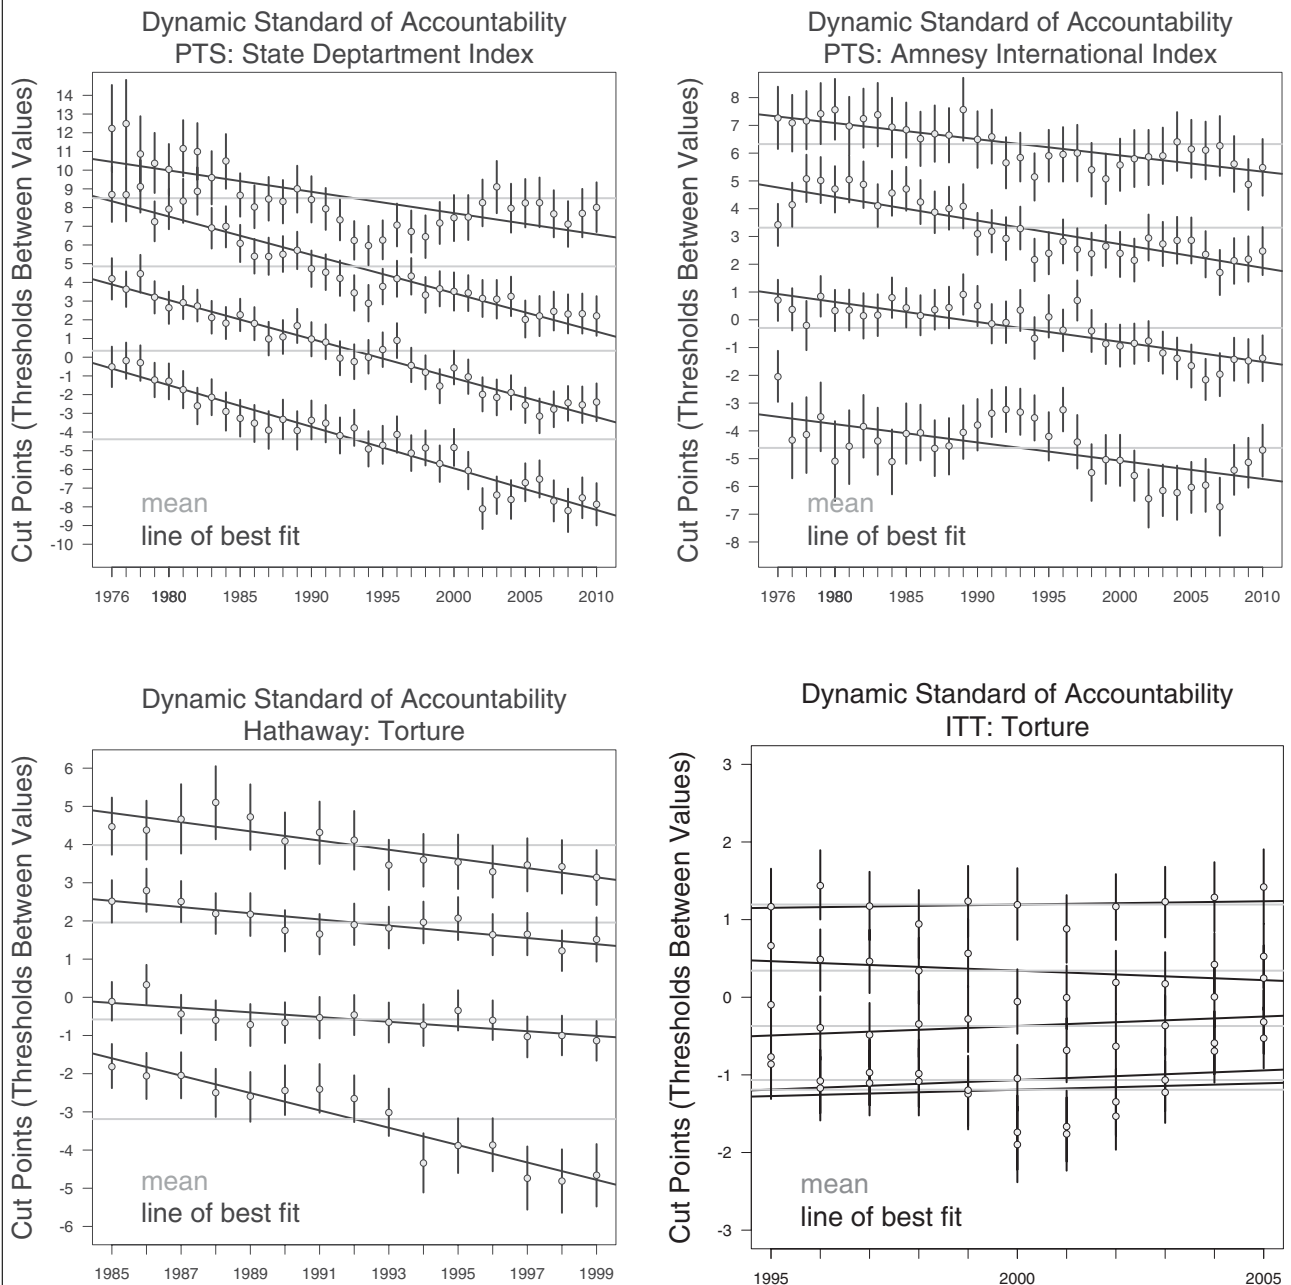 Dynamic Standard of Accountability
PTS: State Deptartment Index
Cut Points (Thresholds Between Values)
14
13
12
11
10
9
8
7
6
5
4
3
2
1
0
-1
-2
-3
-4
-5
-6
-7
-8
-9
-10
mean
line of best fit
1976 1980 1985 1990 1995 2000 2005 2010
Dynamic Standard of Accountability
PTS: Amnesy International Index
Cut Points (Thresholds Between Values)
8
7
6
5
4
3
2
1
0
-1
-2
-3
-4
-5
-6
-7
-8
mean
line of best fit
1976 1980 1985 1990 1995 2000 2005 2010
Dynamic Standard of Accountability
Hathaway: Torture
Cut Points (Thresholds Between Values)
6
5
4
3
2
1
0
-1
-2
-3
-4
-5
-6
mean
line of best fit
1985 1987 1989 1991 1993 1995 1997 1999
Dynamic Standard of Accountability
ITT: Torture
Cut Points (Thresholds Between Values)
3
2
1
0
-1
-2
-3
mean
line of best fit
1995 2000 2005